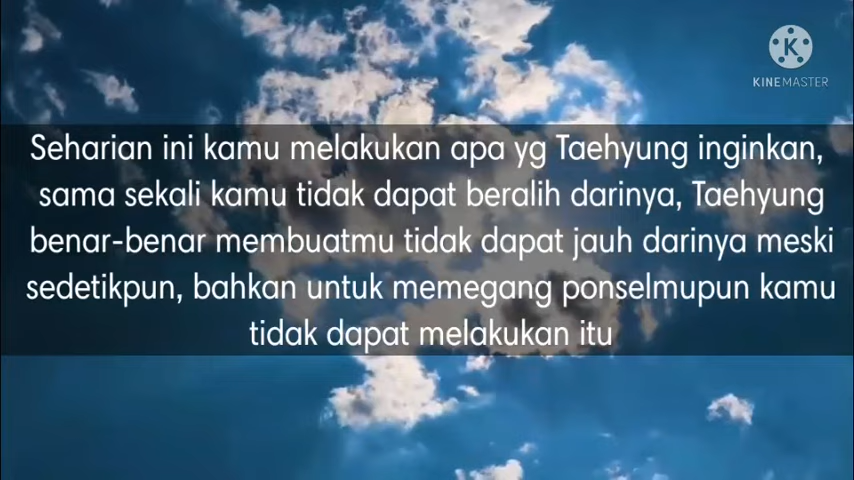 KINEMASTER
Seharian ini kamu melakukan apa yg Taehyung inginkan,
sama sekali kamu tidak dapat beralih darinya, Taehyung
benar-benar membuatmu tidak dapat jauh darinya meski
sedetikpun, bahkan untuk memegang ponselmupun kamu
tidak dapat melakukan itu